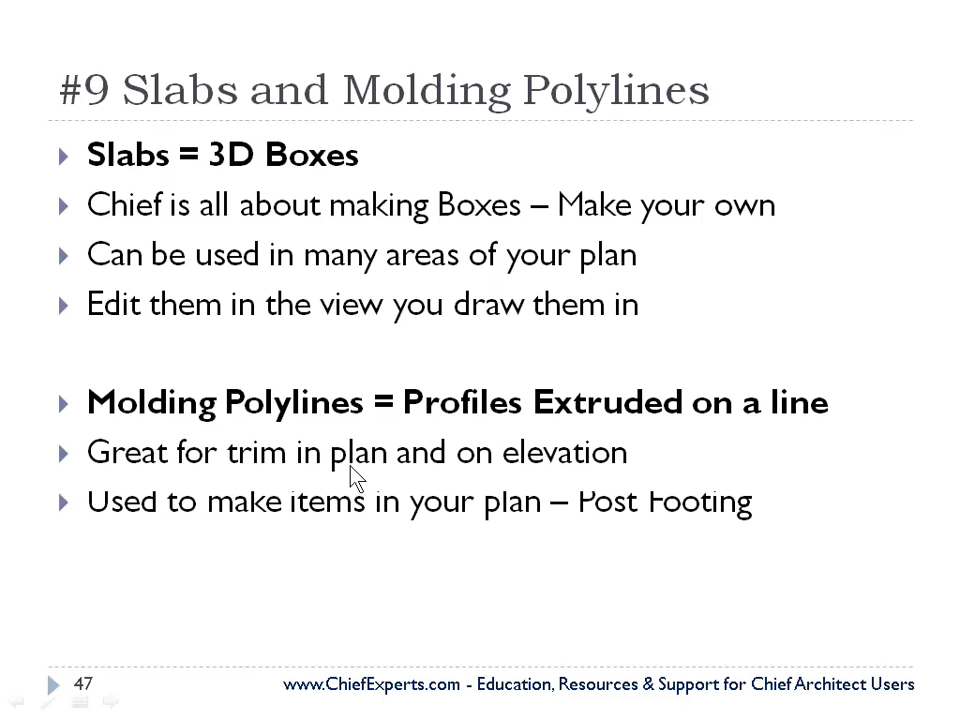 #9 Slabs and Molding Polylines
Slabs = 3D Boxes
Chief is all about making Boxes – Make your own
Can be used in many areas of your plan
Edit them in the view you draw them in
Molding Polylines = Profiles Extruded on a line
Great for trim in plan and on elevation
Used to make items in your plan – Post Footing
47
www.ChiefExperts.com - Education, Resources & Support for Chief Architect Users